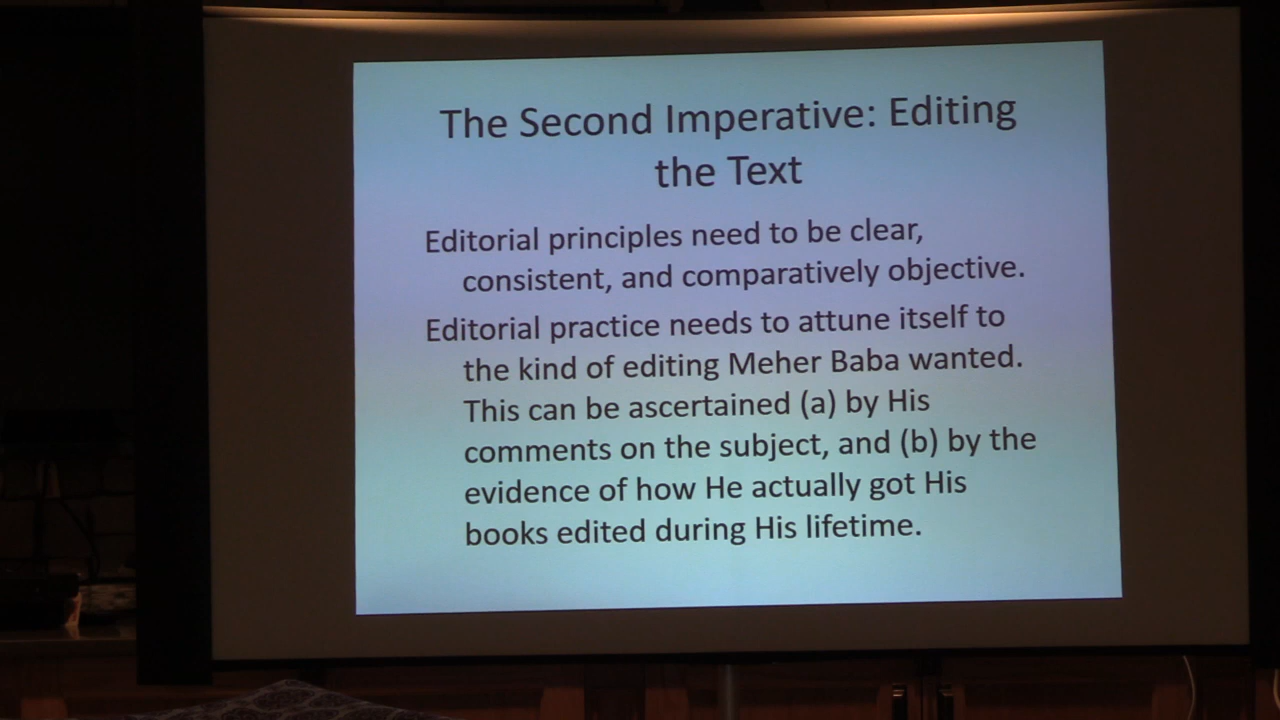 The Second Imperative: Editing
the Text
Editorial principles need to be clear,
consistent, and comparatively objective.
Editorial practice needs to attune itself to
the kind of editing Meher Baba wanted.
This can be ascertained (a) by His
comments on the subject, and (b) by the
evidence of how He actually got His
books edited during His lifetime.